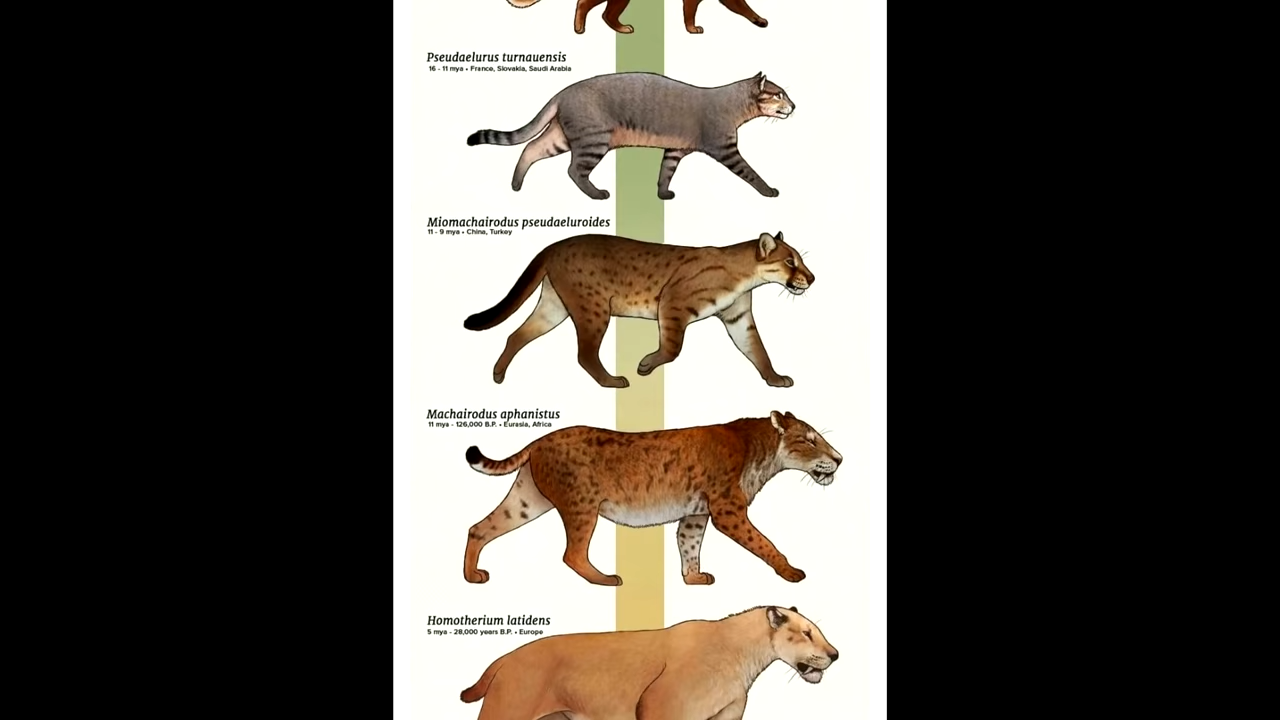 Pseudaelurus turnauensis
16 - 11 mya • France, Slovakia, Saudi Arabia
Miomachairodus pseudaeluroides
11 - 9 mya • China, Turkey
Machairodus aphanistus
11 mya - 126,000 B.P. • Eurasia, Africa
Homotherium latidens
5 mya - 28,000 years B.P. • Europe